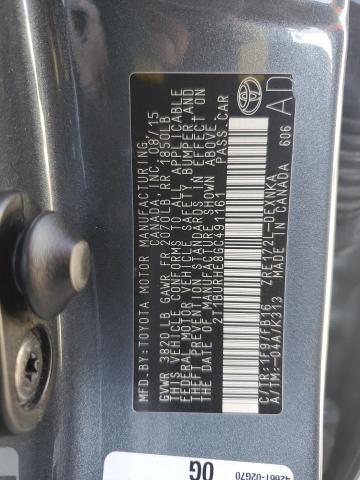 MFD.BY:TOYOTA MOTOR MANUFACTURING
CANADA INC. 08/15
GVWR 3820 LB GAWR FR 2070LB RR 1850LB
THIS VEHICLE CONFORMS TO ALL APPLICABLE
FEDERAL MOTOR VEHICLE SAFETY, BUMPER, AND
THEFT PREVENTION STANDARDS IN EFFECT ON
THE DATE OF MANUFACTURE SHOWN ABOVE.
2T1BURHE8GC491161 PASS.CAR
C/TR:1F9/FB16 ZRE172L-DEXNKA
A/TM:-04A/K313 MADE IN CANADA 606
AD
42661-02G70
OG